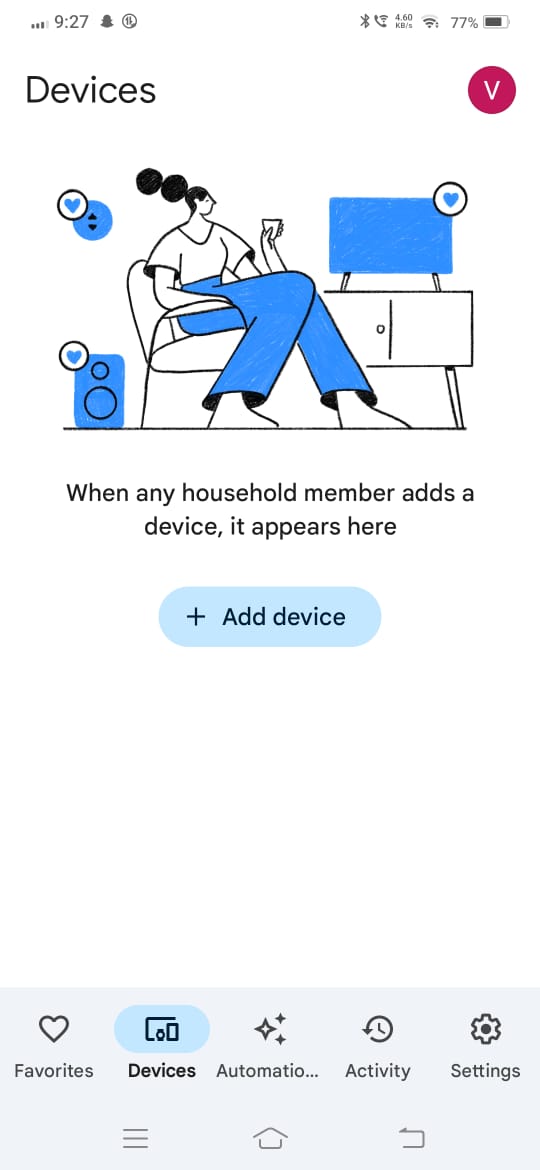 9:27
4.60
KB/s
77%
Devices
V
When any household member adds a
device, it appears here
+ Add device
Favorites
Devices
Automatio...
Activity
Settings